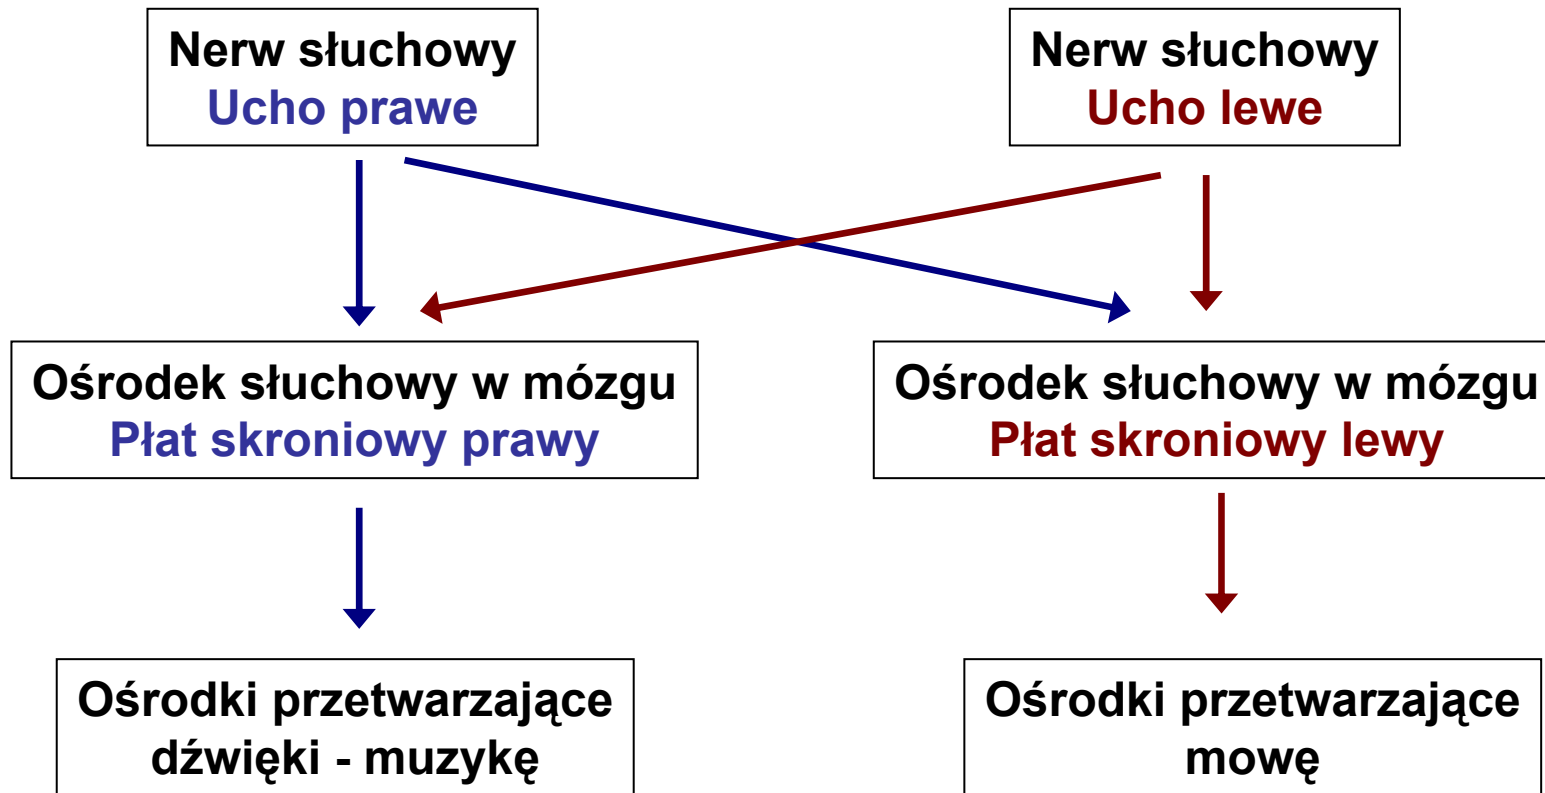 Nerw słuchowy
Ucho prawe
Nerw słuchowy
Ucho lewe
Ośrodek słuchowy w mózgu
Płat skroniowy prawy
Ośrodek słuchowy w mózgu
Płat skroniowy lewy
Ośrodki przetwarzające
dźwięki - muzykę
Ośrodki przetwarzające
mowę